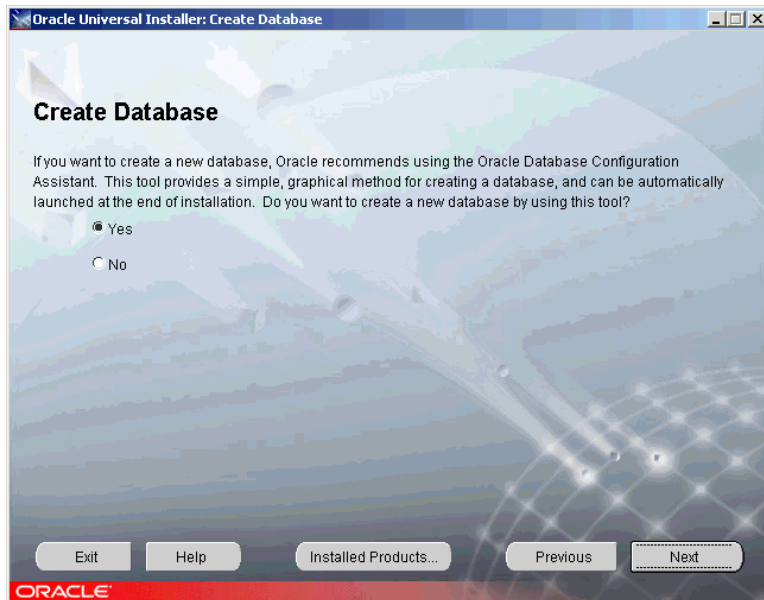 Oracle Universal Installer: Create Database
Create Database
If you want to create a new database, Oracle recommends using the Oracle Database Configuration
Assistant. This tool provides a simple, graphical method for creating a database, and can be automatically
launched at the end of installation. Do you want to create a new database by using this tool?
Yes
No
Exit Help Installed Products... Previous Next
ORACLE